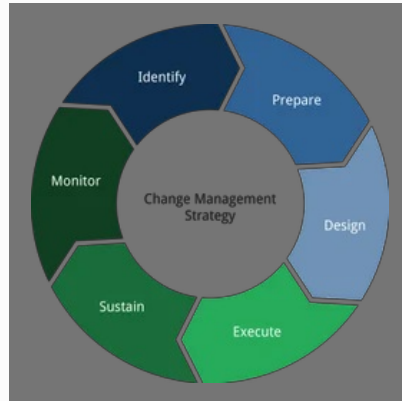 Identify
Prepare
Design
Execute
Sustain
Monitor
Change Management
Strategy